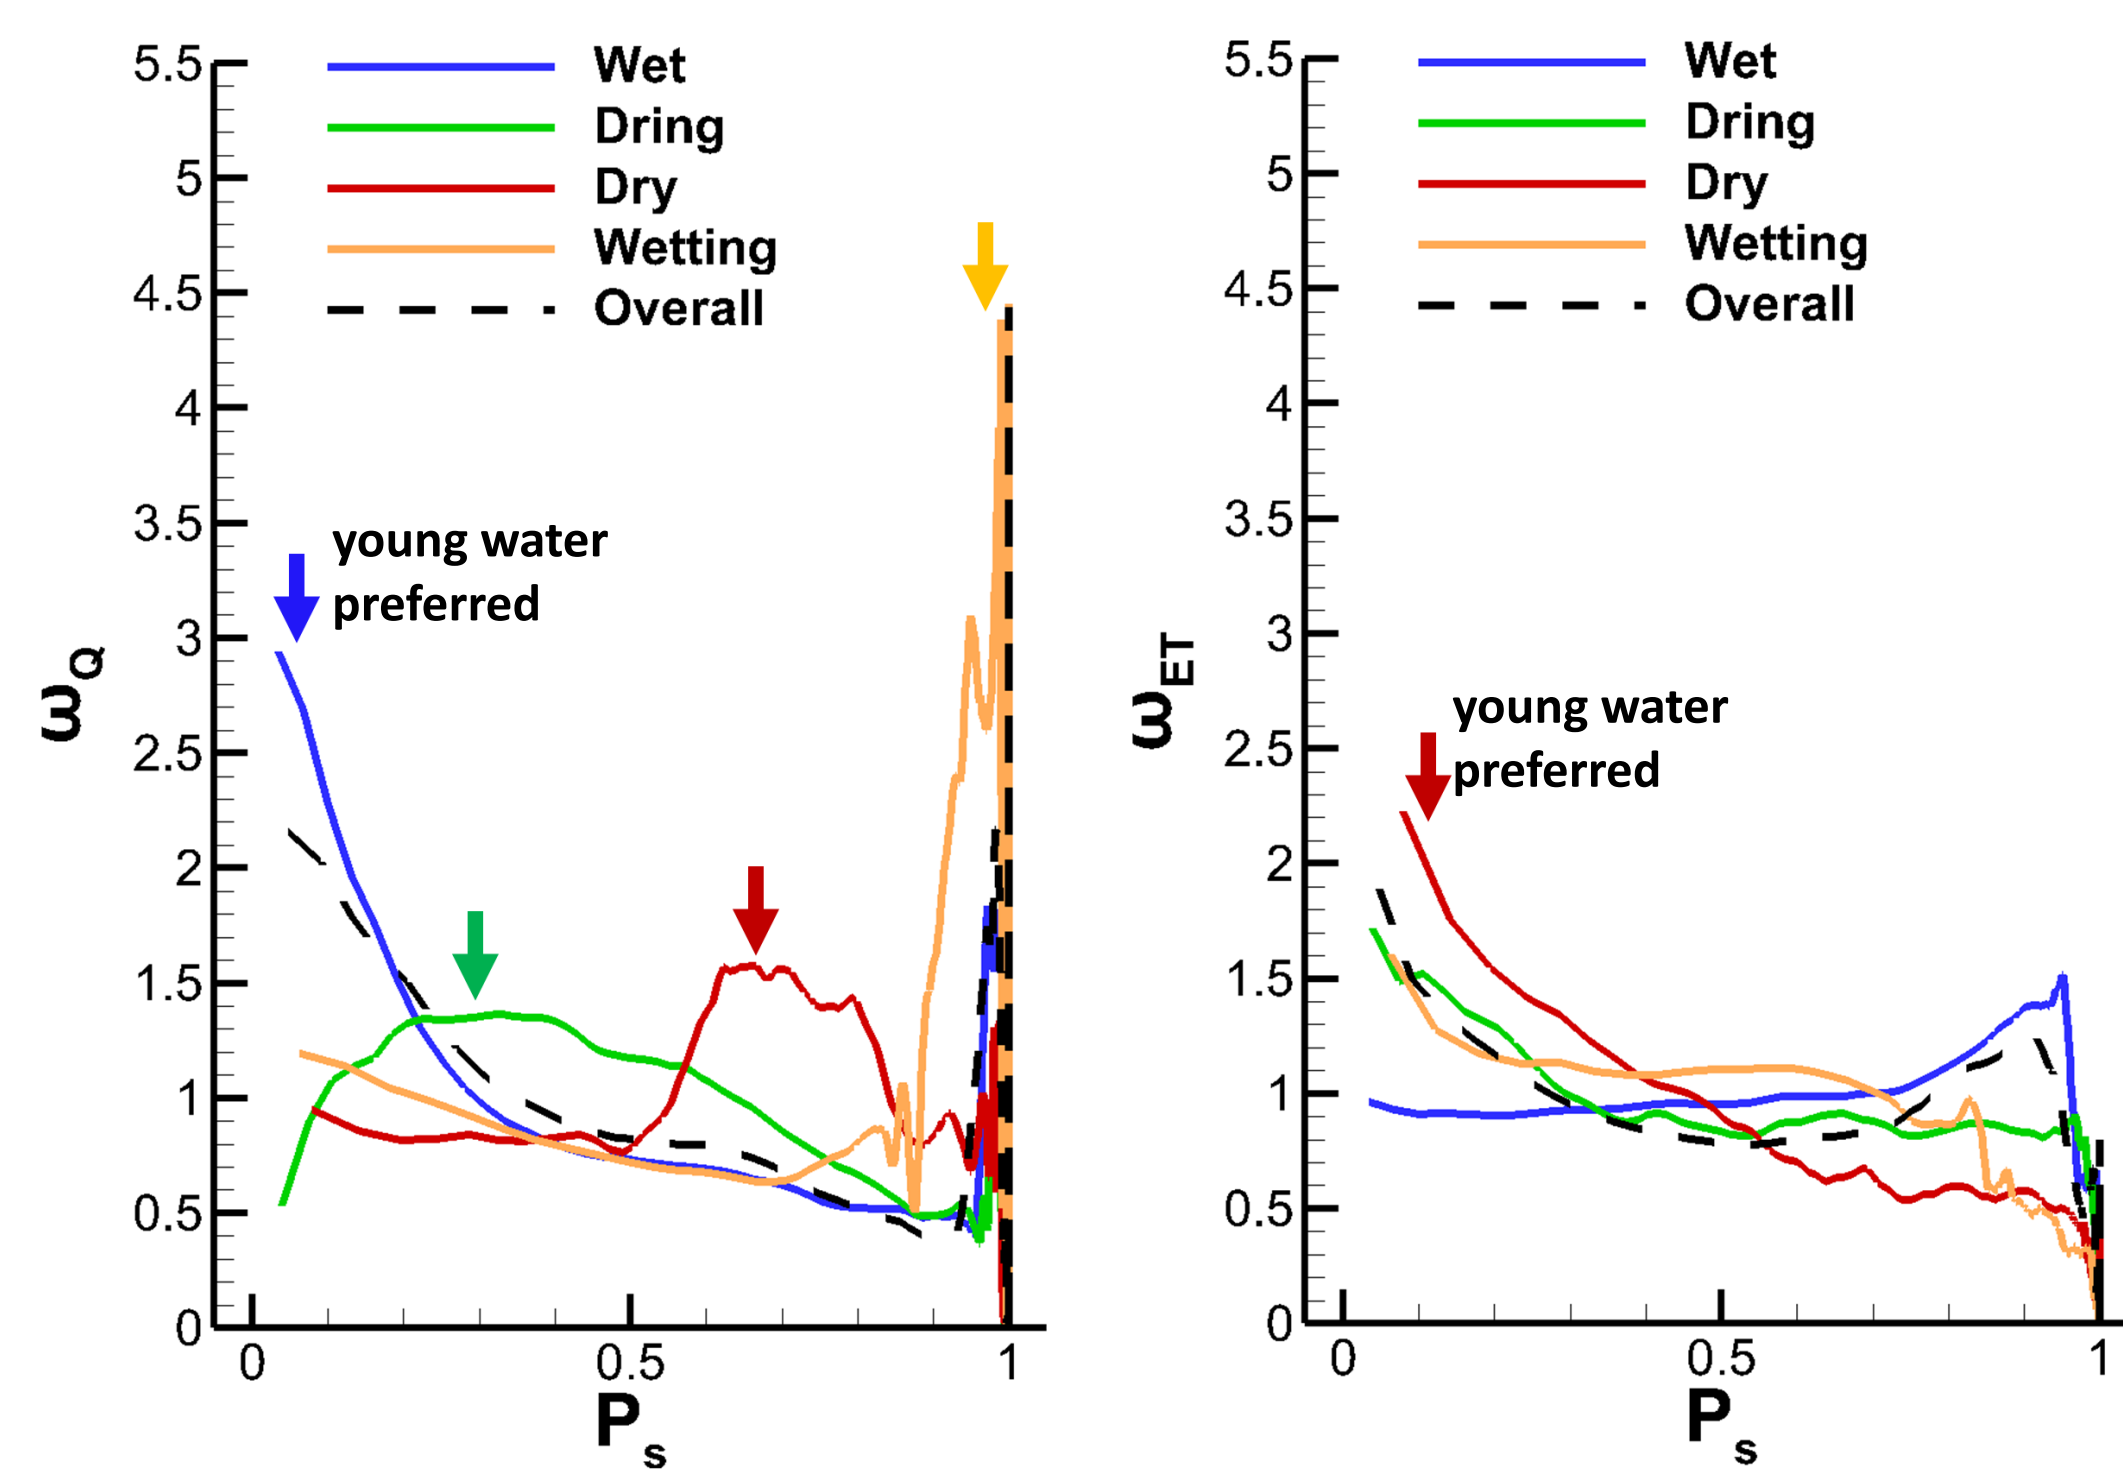 5.5
5
4.5
4
3.5
3
2.5
2
1.5
1
0.5
0
Wet
Dring
Dry
Wetting
Overall
young water
preferred
ωQ
0
0.5
1
Ps
5.5
5
4.5
4
3.5
3
2.5
2
1.5
1
0.5
0
Wet
Dring
Dry
Wetting
Overall
young water
preferred
ωET
0
0.5
1
Ps